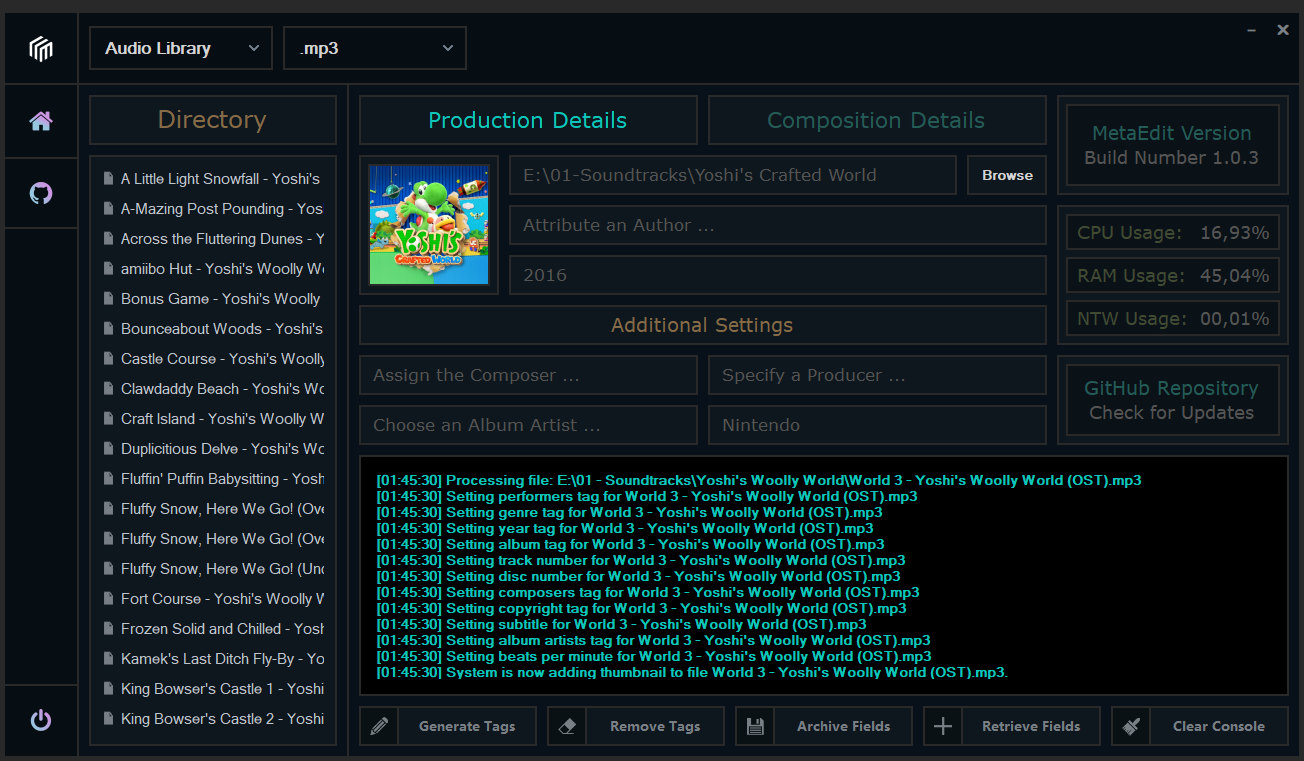 Audio Library
.mp3
Directory
A Little Light Snowfall - Yoshi's
A-Mazing Post Pounding - Yos
Across the Fluttering Dunes - Y
amiibo Hut - Yoshi's Woolly W
Bonus Game - Yoshi's Woolly
Bounceabout Woods - Yoshi's
Castle Course - Yoshi's Woolly
Clawdaddy Beach - Yoshi's Wo
Craft Island - Yoshi's Woolly W
Duplicitious Delve - Yoshi's Wo
Fluffin' Puffin Babysitting - Yosh
Fluffy Snow, Here We Go! (Ove
Fluffy Snow, Here We Go! (Ove
Fluffy Snow, Here We Go! (Und
Fort Course - Yoshi's Woolly W
Frozen Solid and Chilled - Yosh
Kamek's Last Ditch Fly-By - Yo
King Bowser's Castle 1 - Yoshi
King Bowser's Castle 2 - Yoshi
Production Details
Composition Details
YOSHI'S
CRAFTED WORLD
E:\01-Soundtracks\Yoshi's Crafted World
Browse
Attribute an Author ...
2016
Additional Settings
Assign the Composer ...
Specify a Producer ...
Choose an Album Artist ...
Nintendo
MetaEdit Version
Build Number 1.0.3
CPU Usage: 16,93%
RAM Usage: 45,04%
NTW Usage: 00,01%
GitHub Repository
Check for Updates
[01:45:30] Processing file: E:\01 - Soundtracks\Yoshi's Woolly World\World 3 - Yoshi's Woolly World (OST).mp3
[01:45:30] Setting performers tag for World 3 - Yoshi's Woolly World (OST).mp3
[01:45:30] Setting genre tag for World 3 - Yoshi's Woolly World (OST).mp3
[01:45:30] Setting year tag for World 3 - Yoshi's Woolly World (OST).mp3
[01:45:30] Setting album tag for World 3 - Yoshi's Woolly World (OST).mp3
[01:45:30] Setting track number for World 3 - Yoshi's Woolly World (OST).mp3
[01:45:30] Setting disc number for World 3 - Yoshi's Woolly World (OST).mp3
[01:45:30] Setting composers tag for World 3 - Yoshi's Woolly World (OST).mp3
[01:45:30] Setting copyright tag for World 3 - Yoshi's Woolly World (OST).mp3
[01:45:30] Setting subtitle for World 3 - Yoshi's Woolly World (OST).mp3
[01:45:30] Setting album artists tag for World 3 - Yoshi's Woolly World (OST).mp3
[01:45:30] Setting beats per minute for World 3 - Yoshi's Woolly World (OST).mp3
[01:45:30] System is now adding thumbnail to file World 3 - Yoshi's Woolly World (OST).mp3.
Generate Tags
Remove Tags
Archive Fields
Retrieve Fields
Clear Console